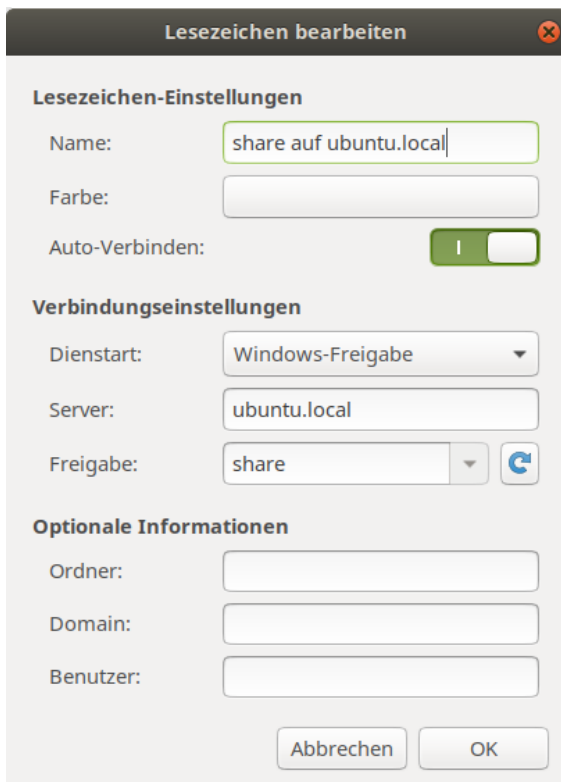 Lesezeichen bearbeiten
Lesezeichen-Einstellungen
Name: share auf ubuntu.local
Farbe:
Auto-Verbinden:
Verbindungseinstellungen
Dienstart: Windows-Freigabe
Server: ubuntu.local
Freigabe: share
Optionale Informationen
Ordner:
Domain:
Benutzer:
Abbrechen OK